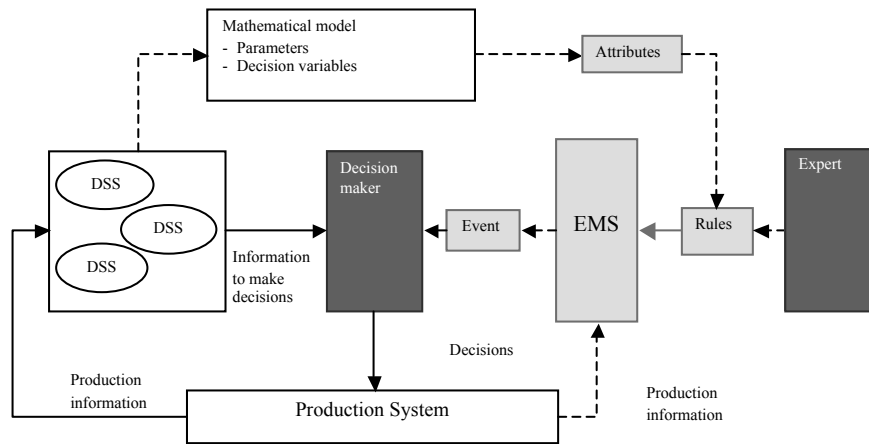 Mathematical model
- Parameters
- Decision variables
Attributes
DSS
DSS
DSS
Information
to make
decisions
Decision
maker
Event
EMS
Rules
Expert
Decisions
Production
information
Production System
Production
information